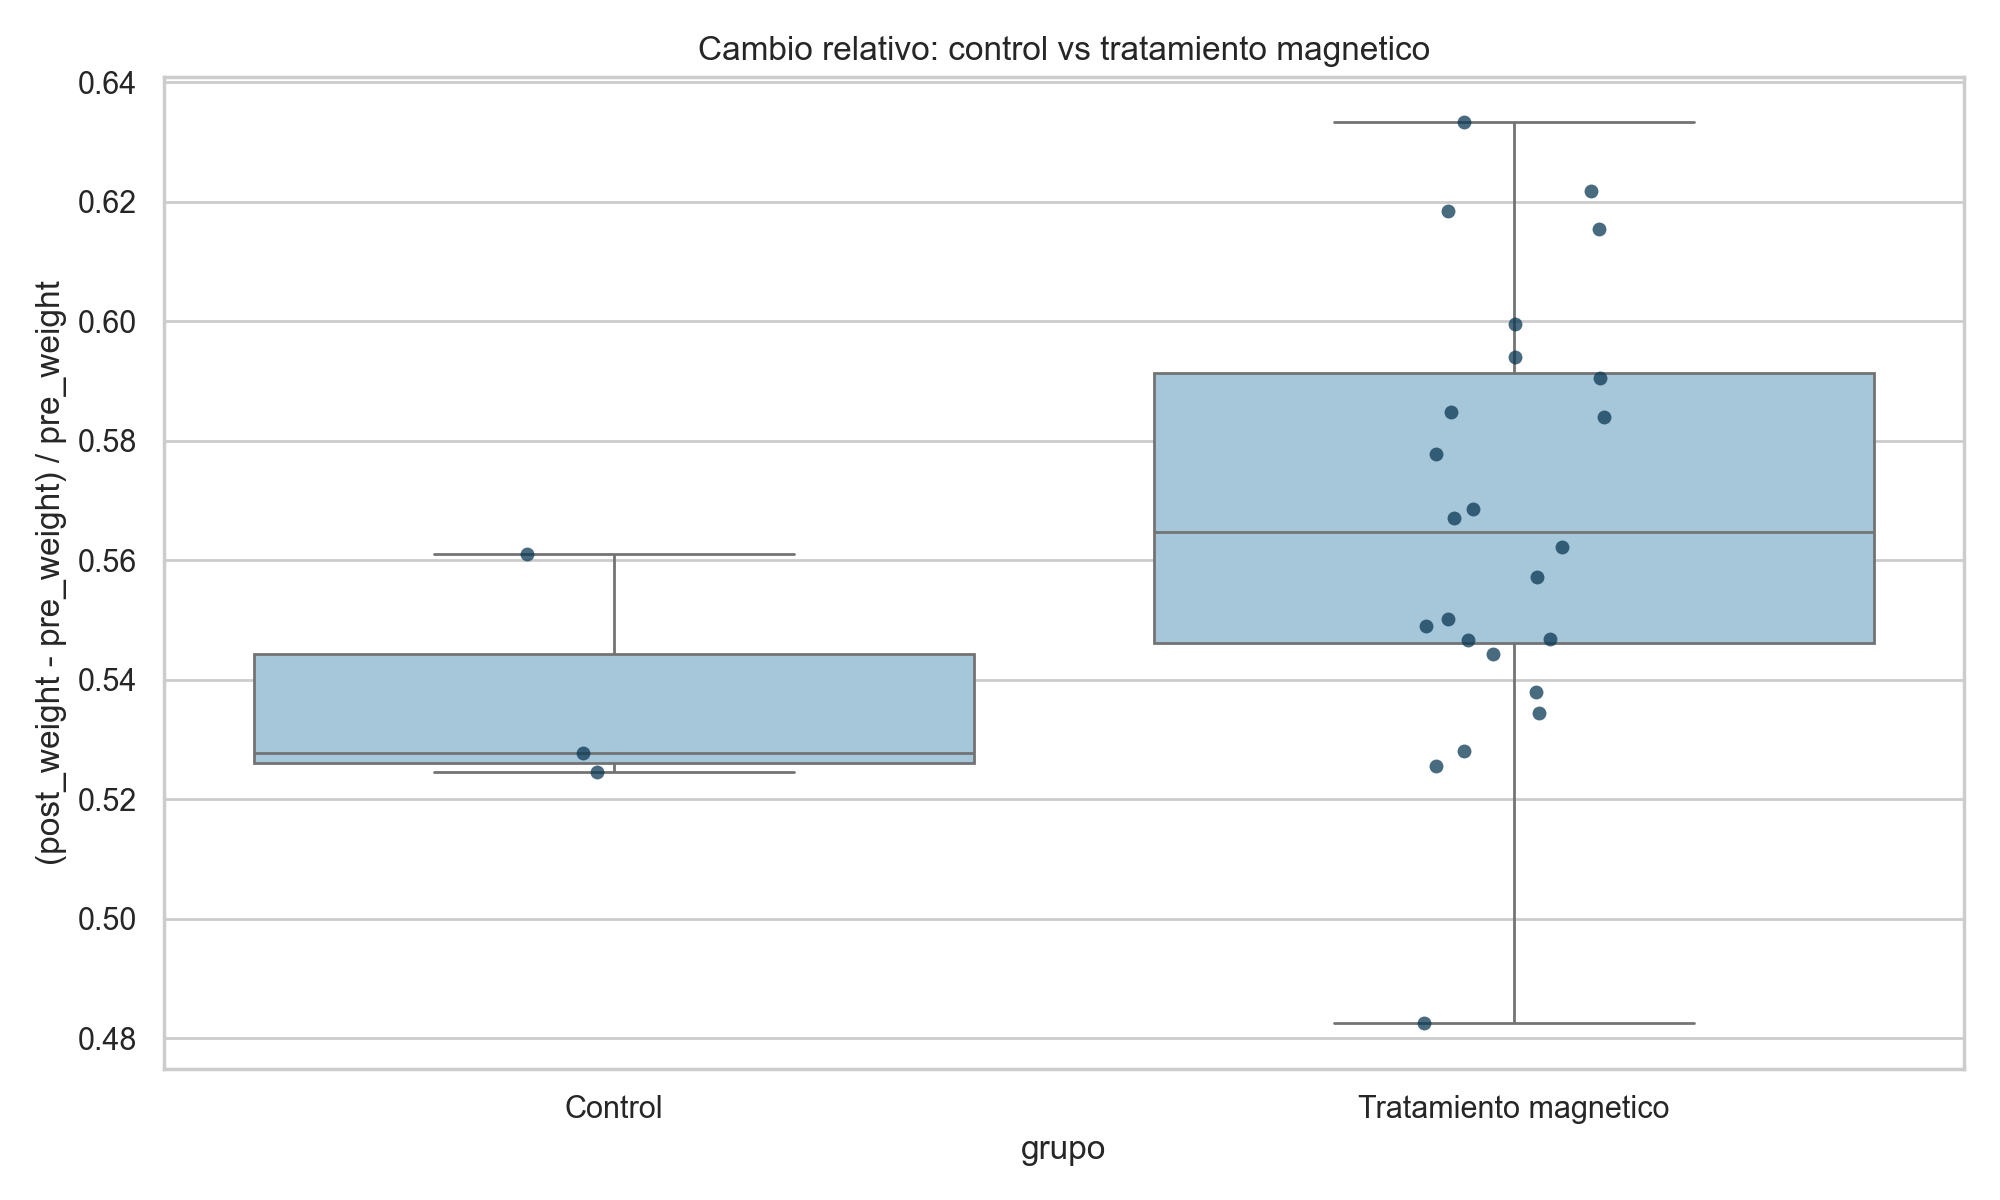 Cambio relativo: control vs tratamiento magnetico
(post_weight - pre_weight) / pre_weight
0.64
0.62
0.60
0.58
0.56
0.54
0.52
0.50
0.48
Control
Tratamiento magnetico
grupo